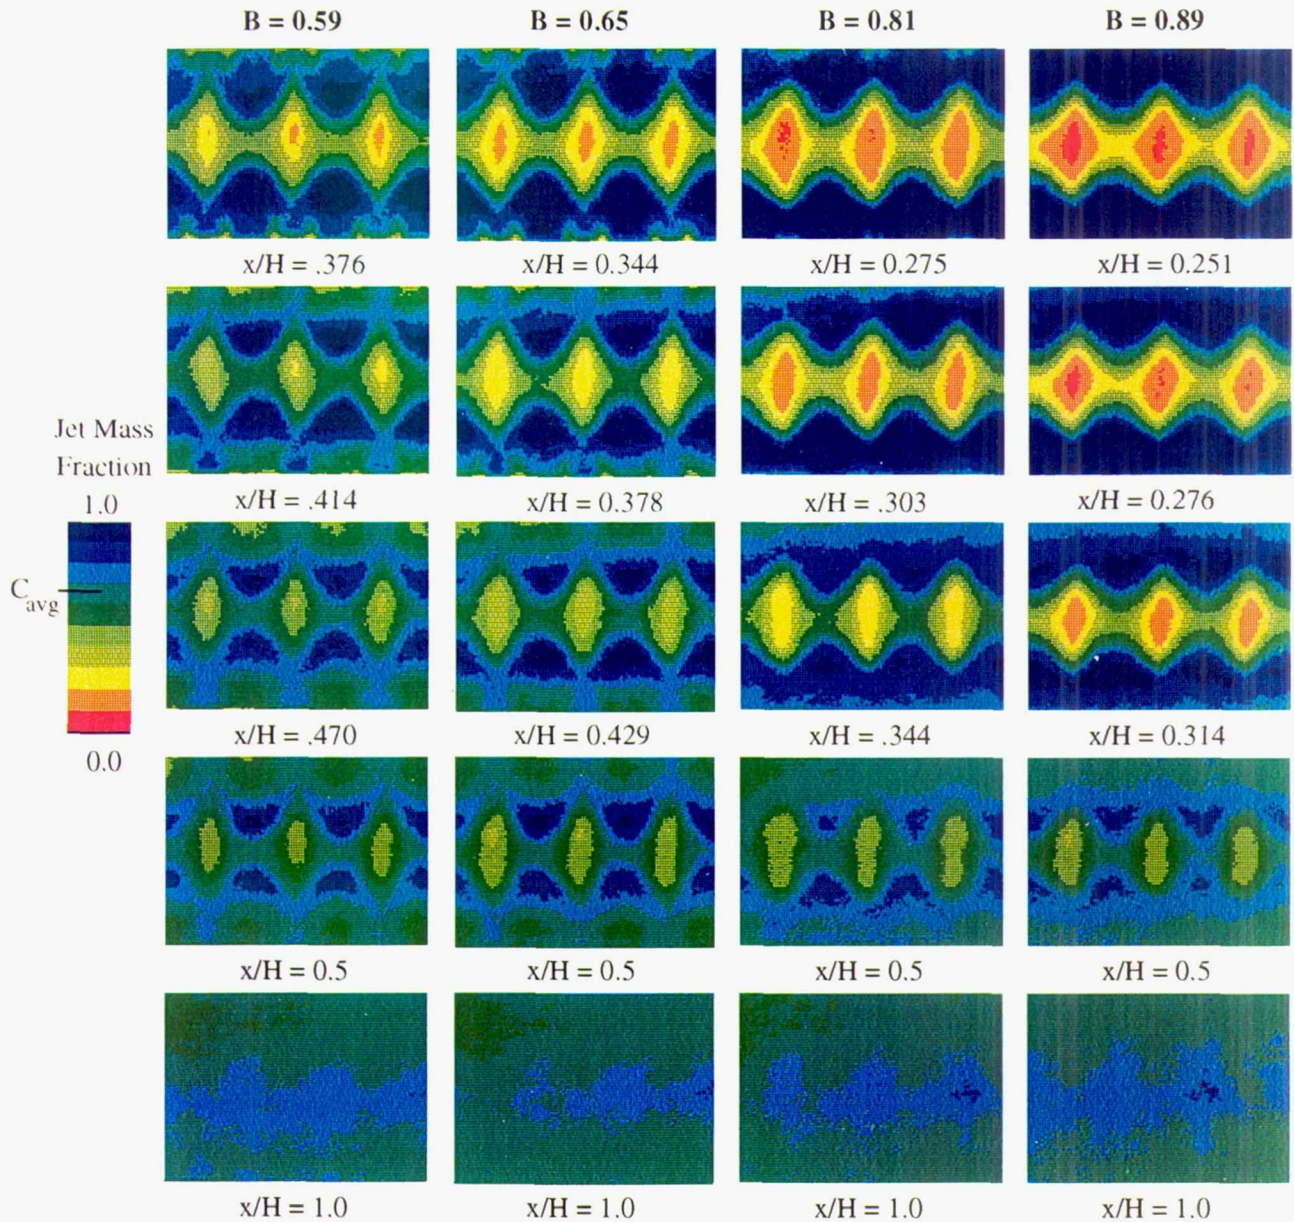 B = 0.59 B = 0.65 B = 0.81 B = 0.89
x/H = .376 x/H = 0.344 x/H = 0.275 x/H = 0.251
x/H = .414 x/H = 0.378 x/H = .303 x/H = 0.276
Jet Mass
Fraction
1.0
C avg
0.0
x/H = .470 x/H = 0.429 x/H = .344 x/H = 0.314
x/H = 0.5 x/H = 0.5 x/H = 0.5 x/H = 0.5
x/H = 1.0 x/H = 1.0 x/H = 1.0 x/H = 1.0